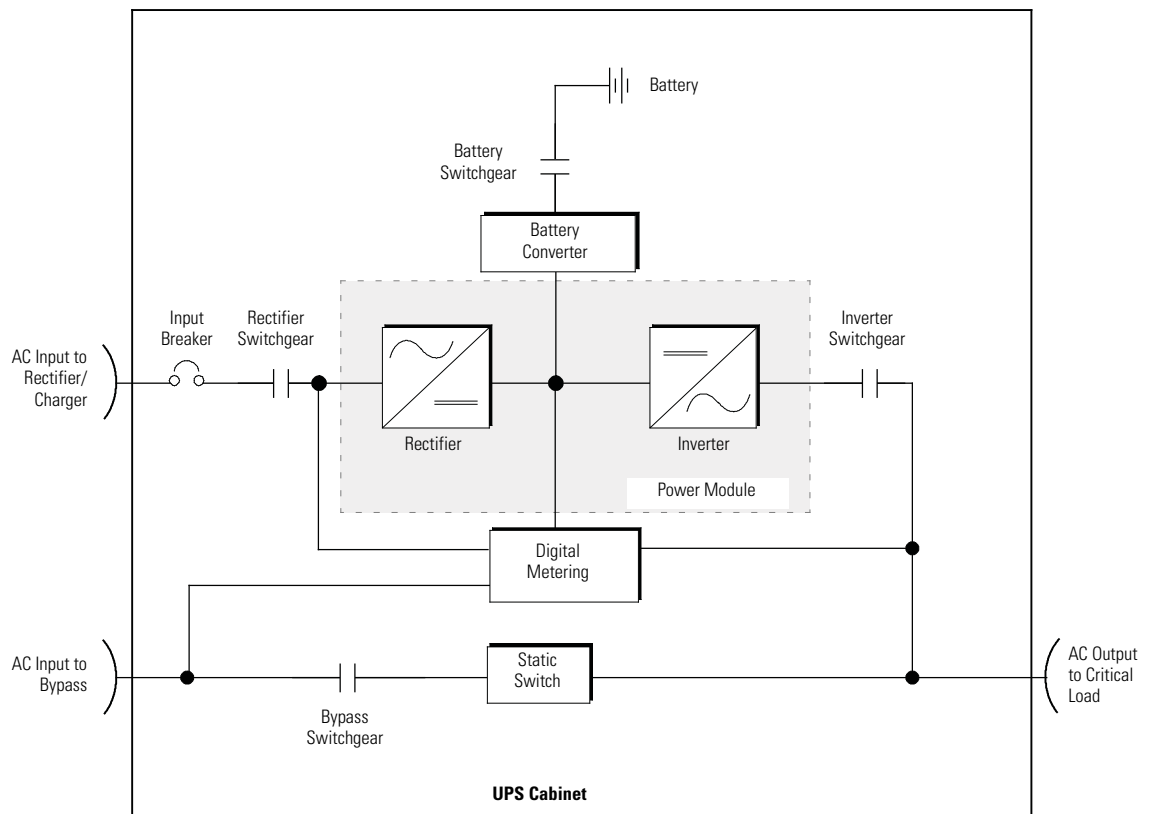 Battery
Battery
Switchgear
Battery
Converter
Input
Breaker
Rectifier
Switchgear
Inverter
Switchgear
AC Input to
Rectifier/
Charger
Rectifier
Inverter
Power Module
Digital
Metering
AC Input to
Bypass
Static
Switch
AC Output
to Critical
Load
Bypass
Switchgear
UPS Cabinet